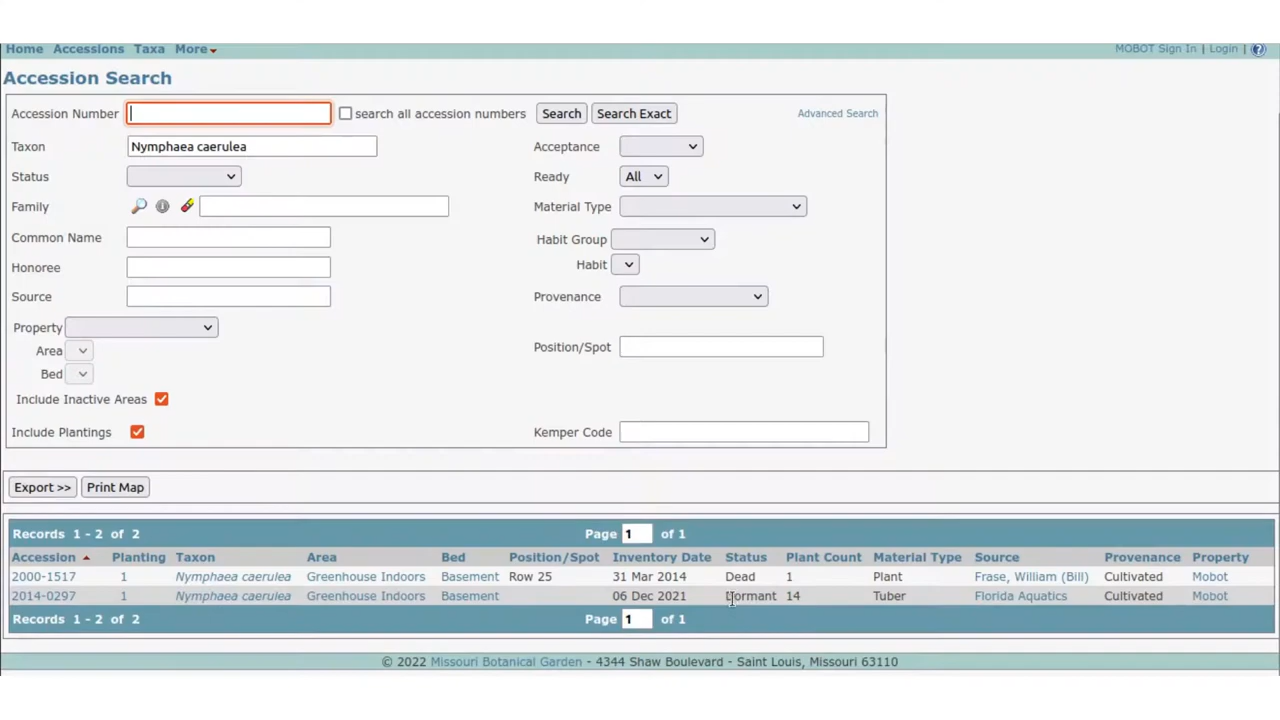 Home Accessions Taxa More MOBOT Sign In | Login |
Accession Search
Accession Number search all accession numbers Search Search Exact Advanced Search
Taxon Nymphaea caerulea Acceptance
Status Ready All
Family Material Type
Common Name Habit Group
Honoree Habit
Source Provenance
Property
Area Position/Spot
Bed
Include Inactive Areas
Include Plantings Kemper Code
Export >> Print Map
Records 1 - 2 of 2 Page 1 of 1
Accession Planting Taxon Area Bed Position/Spot Inventory Date Status Plant Count Material Type Source Provenance Property
2000-1517 1 Nymphaea caerulea Greenhouse Indoors Basement Row 25 31 Mar 2014 Dead 1 Plant Frase, William (Bill) Cultivated Mobot
2014-0297 1 Nymphaea caerulea Greenhouse Indoors Basement 06 Dec 2021 Dormant 14 Tuber Florida Aquatics Cultivated Mobot
Records 1 - 2 of 2 Page 1 of 1
© 2022 Missouri Botanical Garden - 4344 Shaw Boulevard - Saint Louis, Missouri 63110